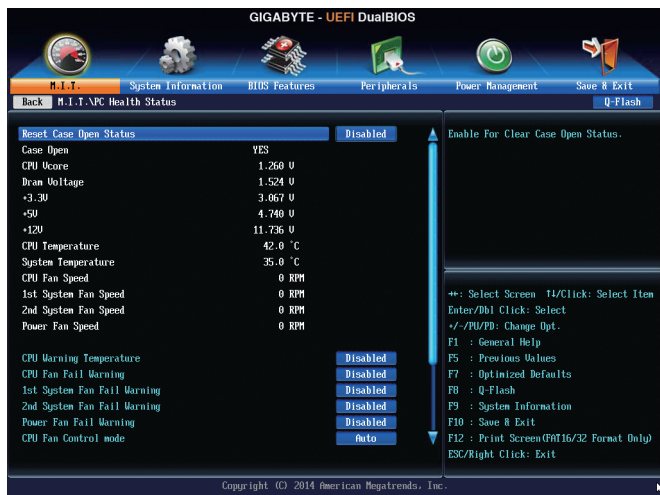 GIGABYTE - UEFI DualBIOS
M.I.T. System Information BIOS Features Peripherals Power Management Save & Exit
Back M.I.T.\PC Health Status Q-Flash
Reset Case Open Status Disabled
Case Open YES
CPU Vcore 1.260 V
Dram Voltage 1.524 V
+3.3V 3.067 V
+5V 4.740 V
+12V 11.736 V
CPU Temperature 42.0 °C
System Temperature 35.0 °C
CPU Fan Speed 0 RPM
1st System Fan Speed 0 RPM
2nd System Fan Speed 0 RPM
Power Fan Speed 0 RPM
CPU Warning Temperature Disabled
CPU Fan Fail Warning Disabled
1st System Fan Fail Warning Disabled
2nd System Fan Fail Warning Disabled
Power Fan Fail Warning Disabled
CPU Fan Control mode Auto
Enable For Clear Case Open Status.
→←: Select Screen ↑↓/Click: Select Item
Enter/Dbl Click: Select
+/-/PU/PD: Change Opt.
F1 : General Help
F5 : Previous Values
F7 : Optimized Defaults
F8 : Q-Flash
F9 : System Information
F10 : Save & Exit
F12 : Print Screen(FAT16/32 Format Only)
ESC/Right Click: Exit
Copyright (C) 2014 American Megatrends, Inc.